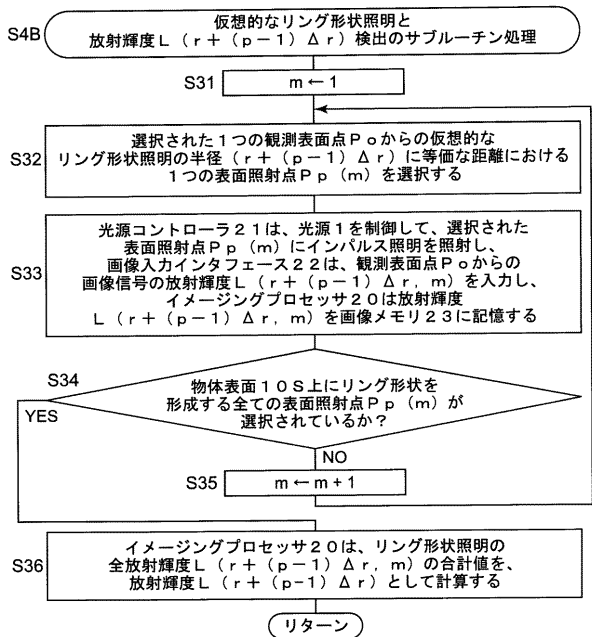 S4B
仮想的なリング形状照明と
放射輝度L(r+(p-1)Δr)検出のサブルーチン処理
S31
m←1
S32
選択された1つの観測表面点Poからの仮想的な
リング形状照明の半径(r+(p-1)Δr)に等価な距離における
1つの表面照射点Pp(m)を選択する
S33
光源コントローラ21は、光源1を制御して、選択された
表面照射点Pp(m)にインパルス照明を照射し、
画像入力インタフェース22は、観測表面点Poからの
画像信号の放射輝度L(r+(p-1)Δr,m)を入力し、
イメージングプロセッサ20は放射輝度
L(r+(p-1)Δr,m)を画像メモリ23に記憶する
S34
物体表面10S上にリング形状を
形成する全ての表面照射点Pp(m)が
選択されているか?
YES
NO
S35
m←m+1
S36
イメージングプロセッサ20は、リング形状照明の
全放射輝度L(r+(p-1)Δr,m)の合計値を、
放射輝度L(r+(p-1)Δr)として計算する
リターン